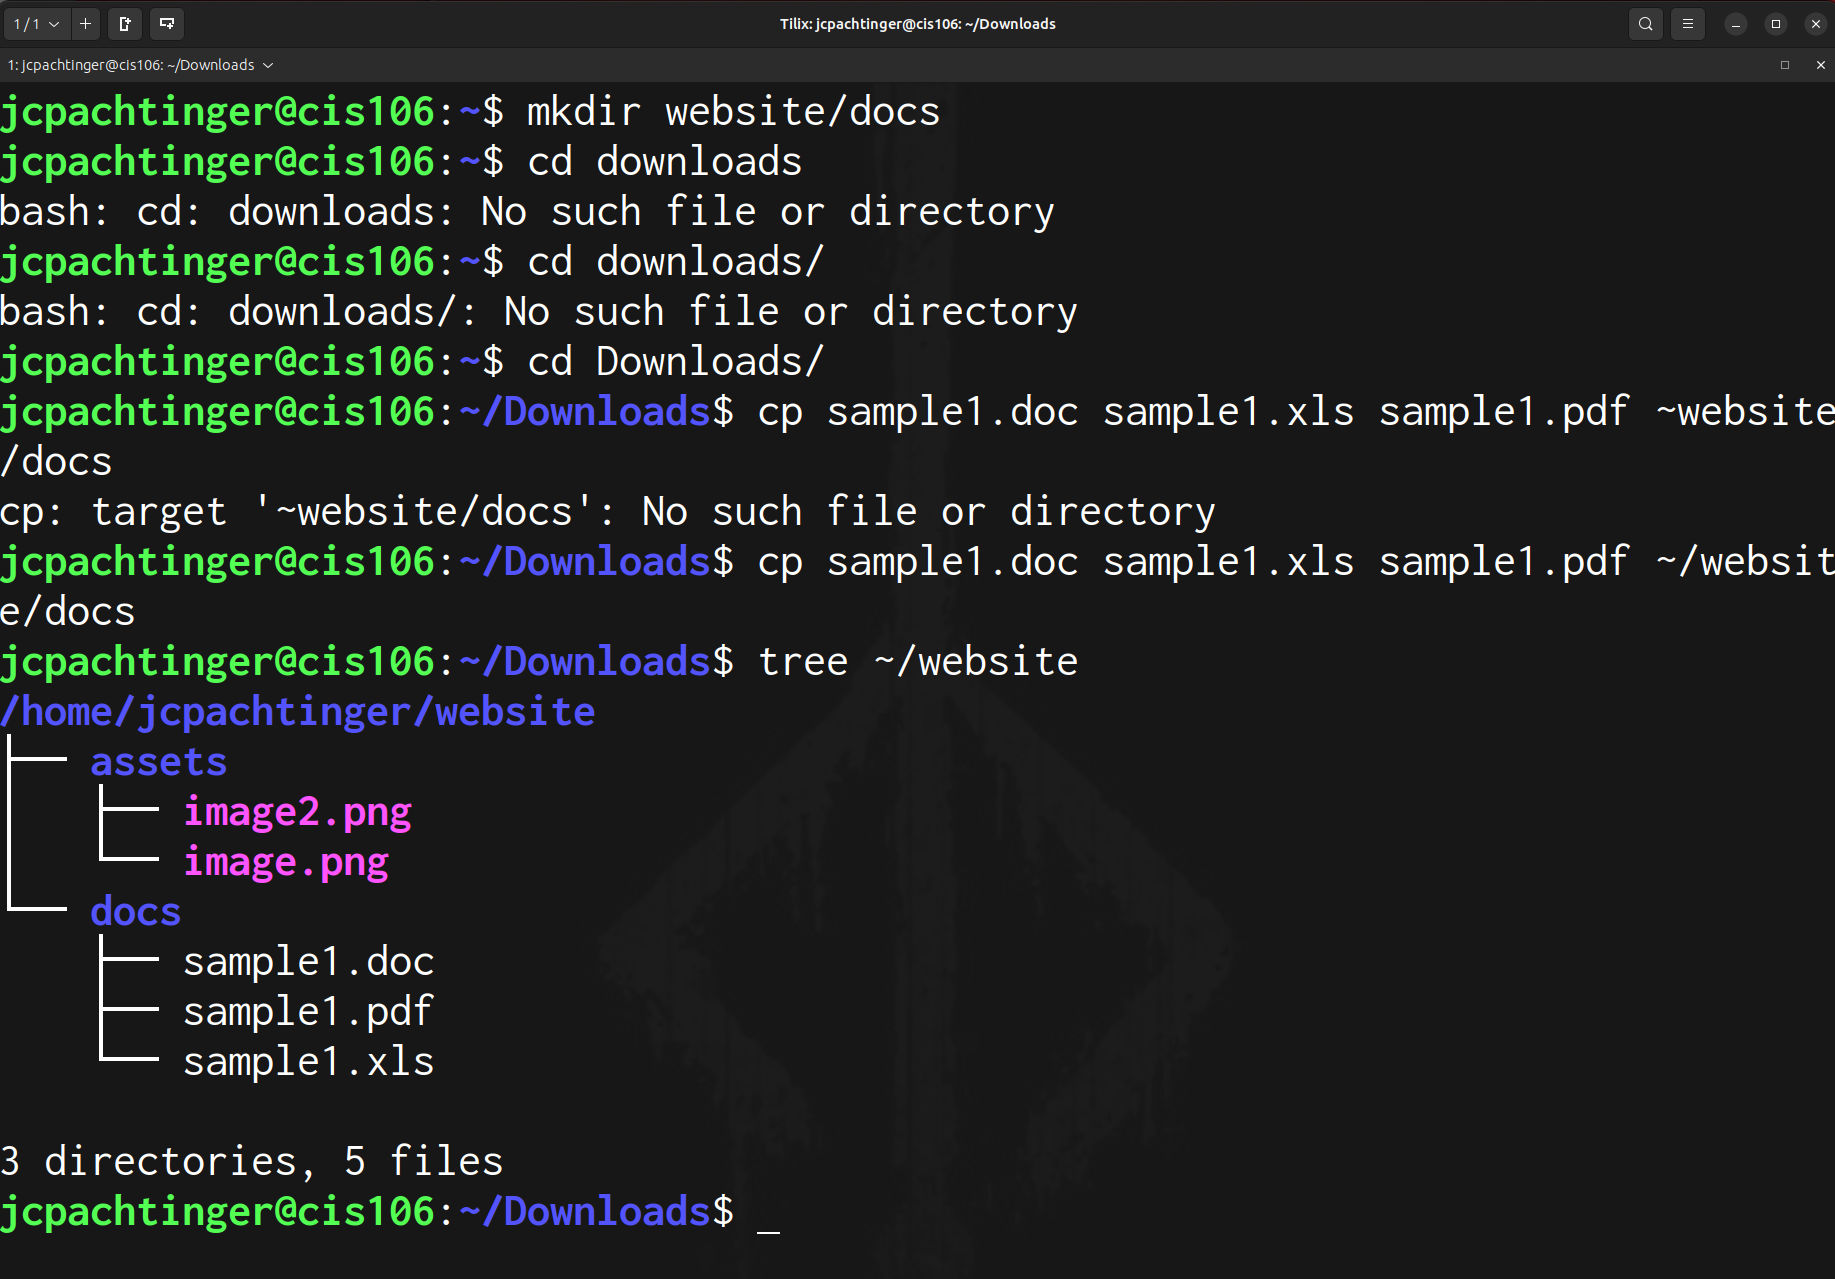 1 / 1
Tilix: jcpachtinger@cis106: ~/Downloads
1: jcpachtinger@cis106: ~/Downloads
jcpachtinger@cis106:~$ mkdir website/docs
jcpachtinger@cis106:~$ cd downloads
bash: cd: downloads: No such file or directory
jcpachtinger@cis106:~$ cd downloads/
bash: cd: downloads/: No such file or directory
jcpachtinger@cis106:~$ cd Downloads/
jcpachtinger@cis106:~/Downloads$ cp sample1.doc sample1.xls sample1.pdf ~website
/docs
cp: target '~website/docs': No such file or directory
jcpachtinger@cis106:~/Downloads$ cp sample1.doc sample1.xls sample1.pdf ~/websit
e/docs
jcpachtinger@cis106:~/Downloads$ tree ~/website
/home/jcpachtinger/website
├── assets
│   ├── image2.png
│   └── image.png
└── docs
    ├── sample1.doc
    ├── sample1.pdf
    └── sample1.xls
3 directories, 5 files
jcpachtinger@cis106:~/Downloads$ _